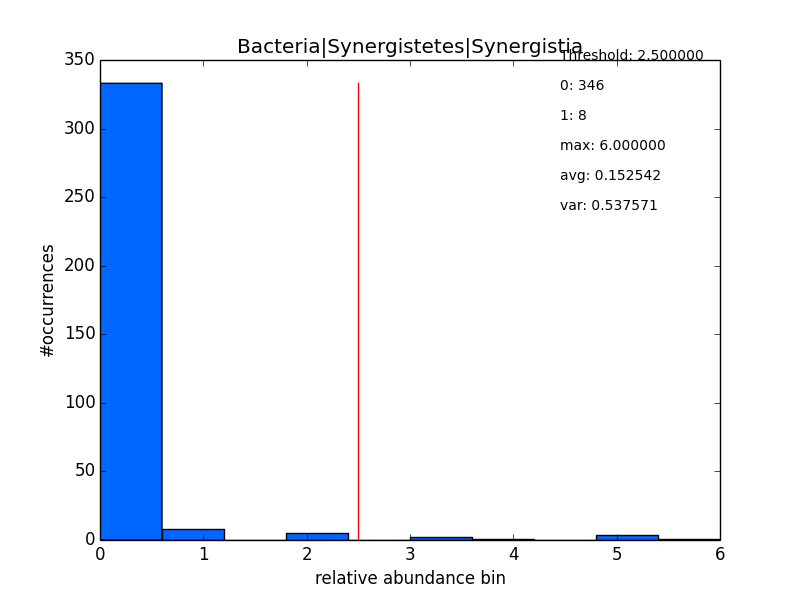 Bacteria|Synergistetes|Synergistia
Threshold: 2.500000
0: 346
1: 8
max: 6.000000
avg: 0.152542
var: 0.537571
350
300
250
200
150
100
50
0
#occurrences
0 1 2 3 4 5 6
relative abundance bin